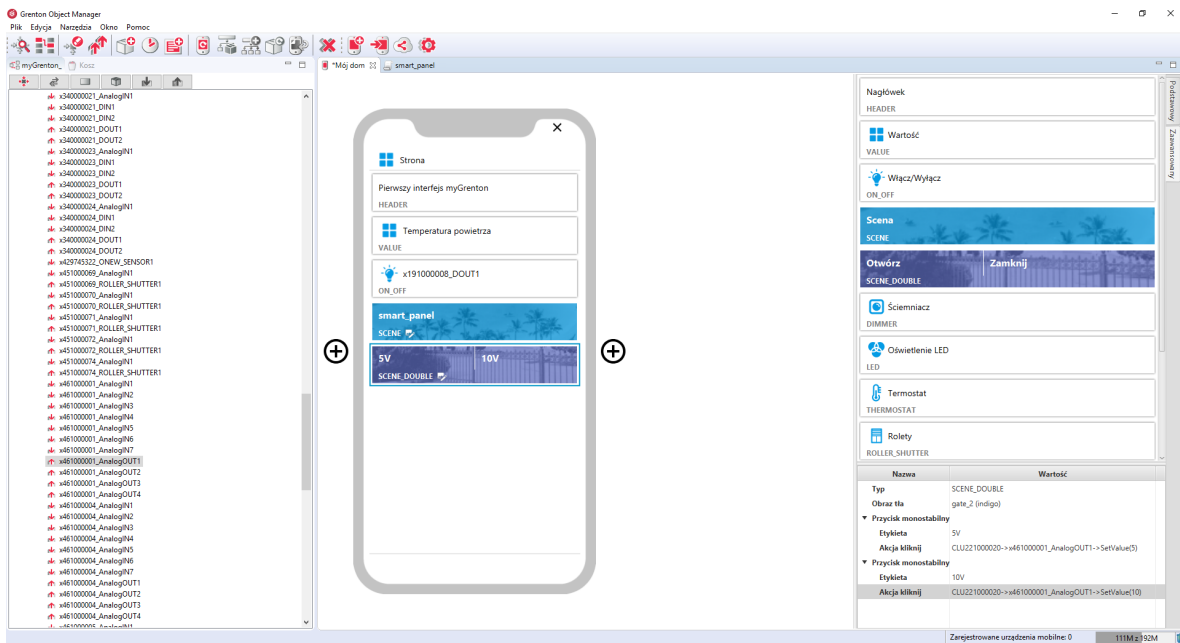 Grenton Object Manager
Plik Edycja Narzędzia Okno Pomoc
myGrenton_ Kosz
x340000021_AnalogIN1
x340000021_DIN1
x340000021_DIN2
x340000021_DOUT1
x340000021_DOUT2
x340000023_AnalogIN1
x340000023_DIN1
x340000023_DIN2
x340000023_DOUT1
x340000023_DOUT2
x340000024_AnalogIN1
x340000024_DIN1
x340000024_DIN2
x340000024_DOUT1
x340000024_DOUT2
x429745322_ONEW_SENSOR1
x451000069_AnalogIN1
x451000069_ROLLER_SHUTTER1
x451000070_AnalogIN1
x451000070_ROLLER_SHUTTER1
x451000071_AnalogIN1
x451000071_ROLLER_SHUTTER1
x451000072_AnalogIN1
x451000072_ROLLER_SHUTTER1
x451000074_AnalogIN1
x451000074_ROLLER_SHUTTER1
x461000001_AnalogIN1
x461000001_AnalogIN2
x461000001_AnalogIN3
x461000001_AnalogIN4
x461000001_AnalogIN5
x461000001_AnalogIN6
x461000001_AnalogIN7
x461000001_AnalogOUT1
x461000001_AnalogOUT2
x461000001_AnalogOUT3
x461000001_AnalogOUT4
x461000004_AnalogIN1
x461000004_AnalogIN2
x461000004_AnalogIN3
x461000004_AnalogIN4
x461000004_AnalogIN5
x461000004_AnalogIN6
x461000004_AnalogIN7
x461000004_AnalogOUT1
x461000004_AnalogOUT2
x461000004_AnalogOUT3
x461000004_AnalogOUT4
x461000005_AnalogIN1
*Mój dom smart_panel
Strona
Pierwszy interfejs myGrenton
HEADER
Temperatura powietrza
VALUE
x191000008_DOUT1
ON_OFF
smart_panel
SCENE
5V 10V
SCENE_DOUBLE
Nagłówek
HEADER
Wartość
VALUE
Włącz/Wyłącz
ON_OFF
Scena
SCENE
Otwórz Zamknij
SCENE_DOUBLE
Ściemniacz
DIMMER
Oświetlenie LED
LED
Termostat
THERMOSTAT
Rolety
ROLLER_SHUTTER
Podstawowy
Zaawansowany
Nazwa Wartość
Typ SCENE_DOUBLE
Obraz tła gate_2 (indigo)
Przycisk monostabilny
Etykieta 5V
Akcja kliknij CLU221000020->x461000001_AnalogOUT1->SetValue(5)
Przycisk monostabilny
Etykieta 10V
Akcja kliknij CLU221000020->x461000001_AnalogOUT1->SetValue(10)
Zarejestrowane urządzenia mobilne: 0 111M z 192M